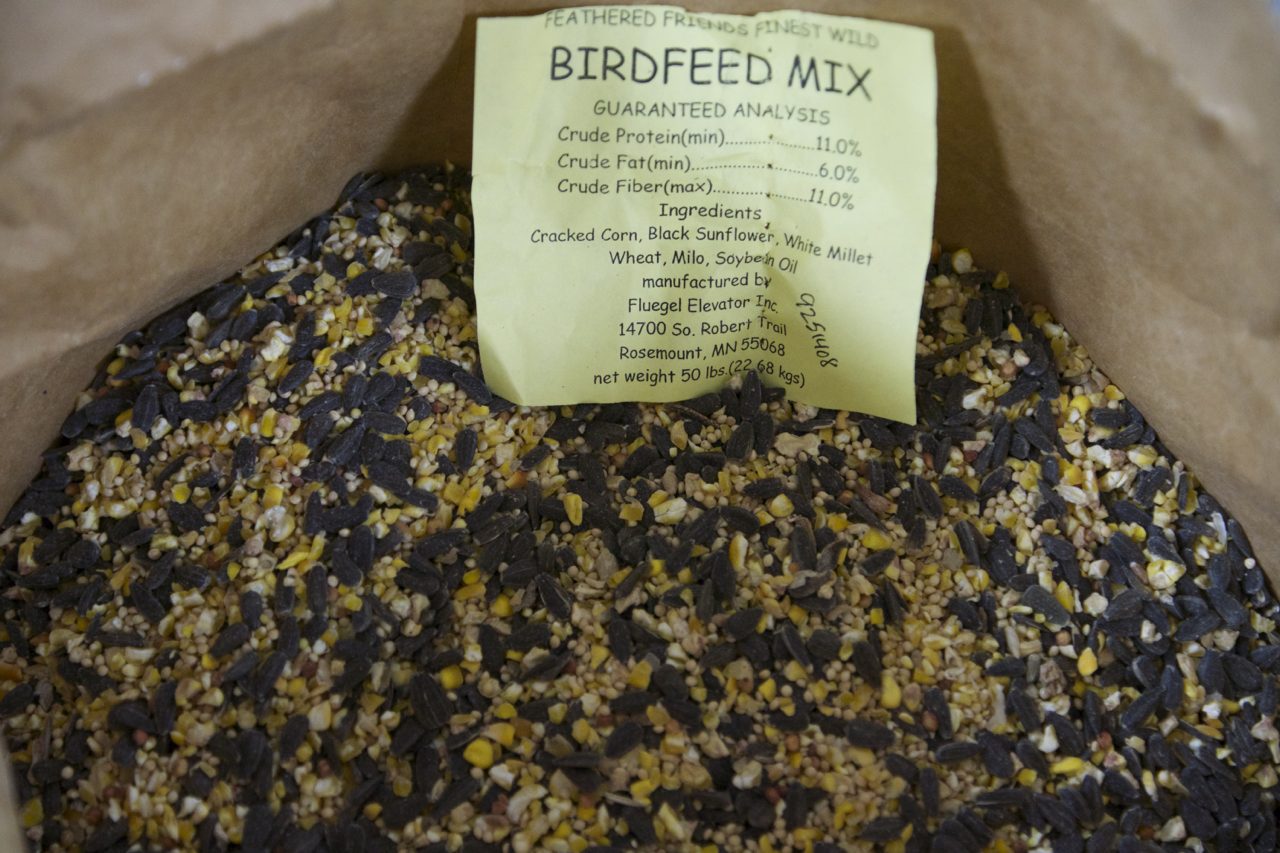 FEATHERED FRIENDS FINEST WILD
BIRDFEED MIX
GUARANTEED ANALYSIS
Crude Protein(min)......................11.0%
Crude Fat(min)..............................6.0%
Crude Fiber(max)........................11.0%
Ingredients
Cracked Corn, Black Sunflower, White Millet
Wheat, Milo, Soybean Oil
manufactured by
Fluegel Elevator Inc.
14700 So. Robert Trail
Rosemount, MN 55068
net weight 50 lbs.(22.68 kgs)
9251408